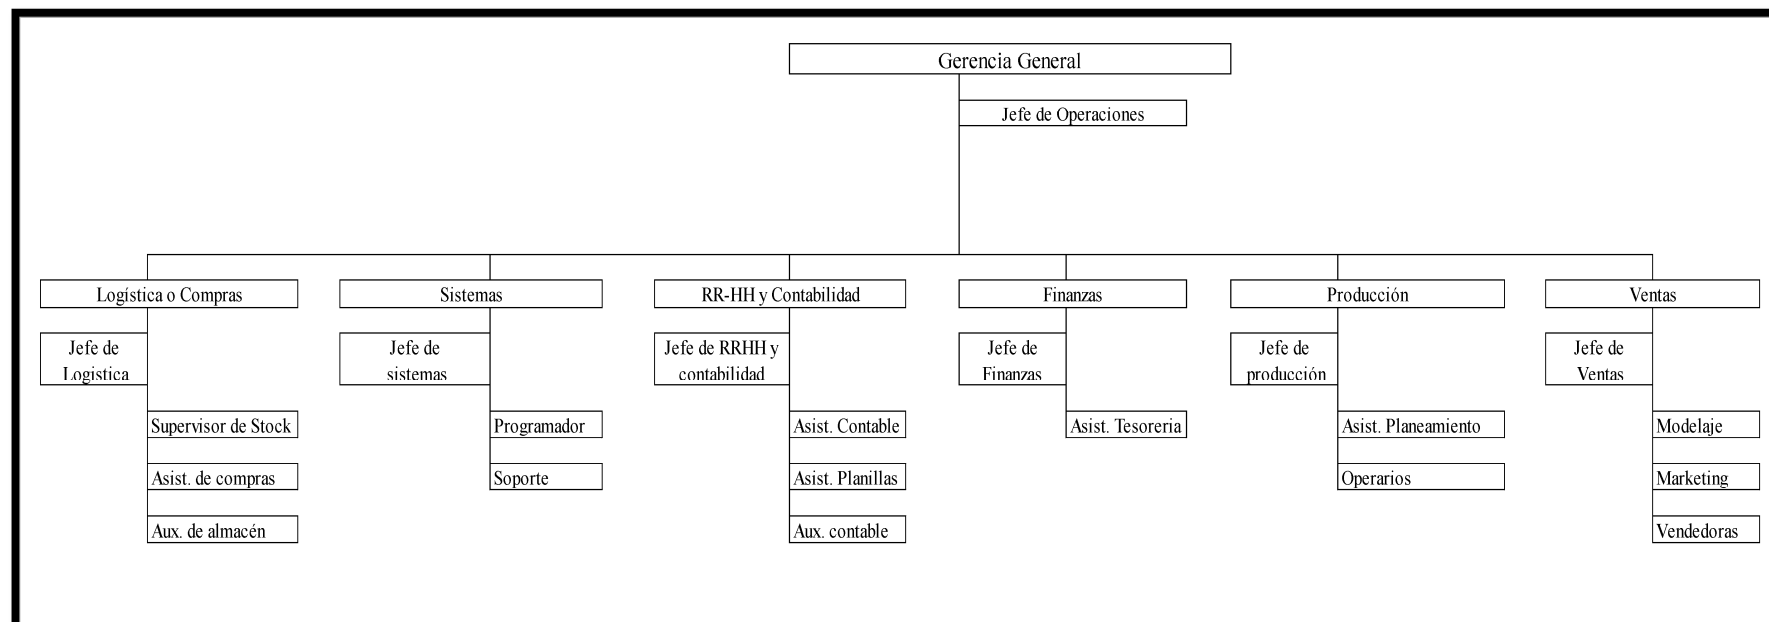 Gerencia General
Jefe de Operaciones
Logística o Compras
Sistemas
RR-HH y Contabilidad
Finanzas
Producción
Ventas
Jefe de
Logistica
Jefe de
sistemas
Jefe de RRHH y
contabilidad
Jefe de
Finanzas
Jefe de
producción
Jefe de
Ventas
Supervisor de Stock
Programador
Asist. Contable
Asist. Tesoreria
Asist. Planeamiento
Modelaje
Asist. de compras
Soporte
Asist. Planillas
Operarios
Marketing
Aux. de almacén
Aux. contable
Vendedoras